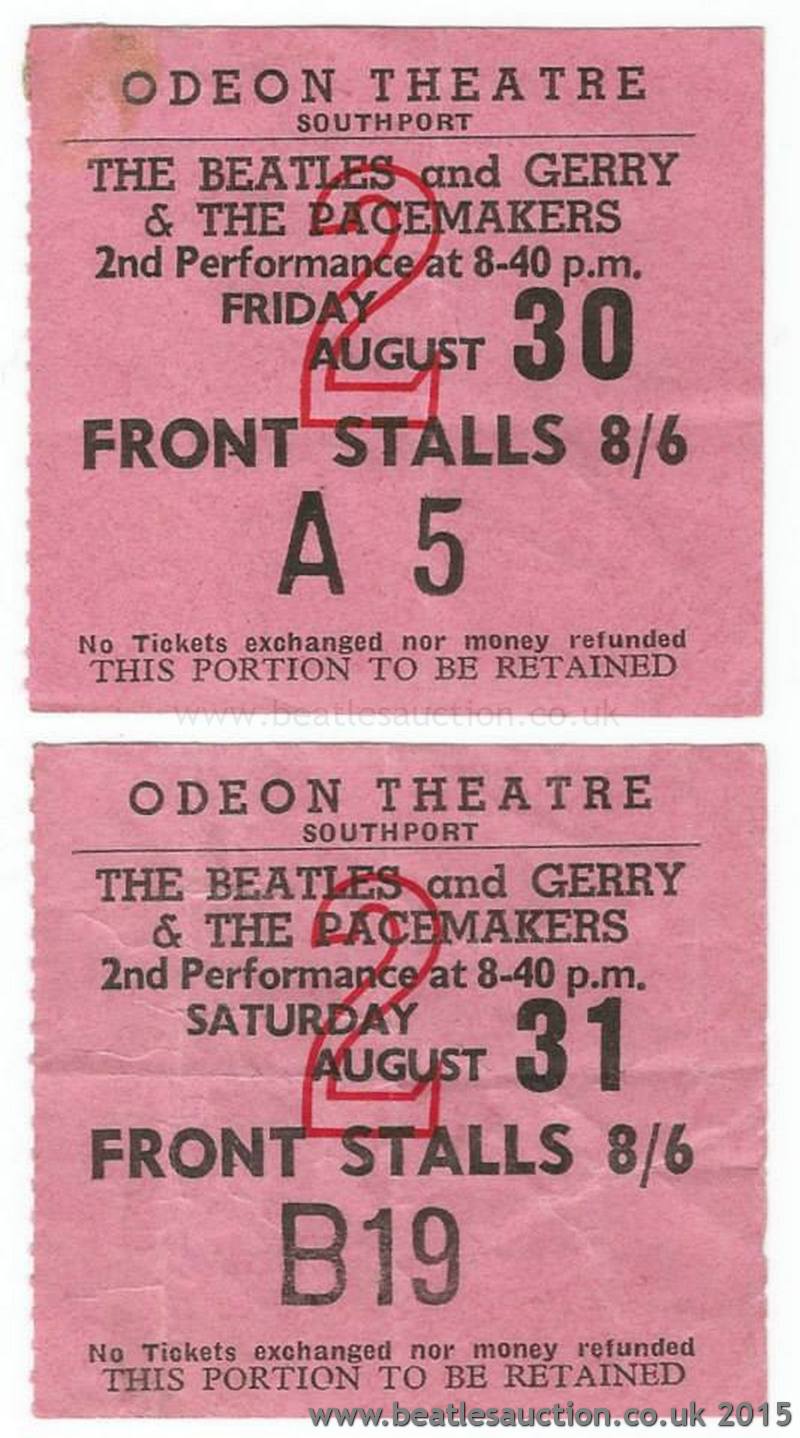 ODEON THEATRE
SOUTHPORT
THE BEATLES and GERRY
& THE PACEMAKERS
2nd Performance at 8-40 p.m.
FRIDAY
AUGUST 30
2
FRONT STALLS 8/6
A 5
No Tickets exchanged nor money refunded
THIS PORTION TO BE RETAINED
www.beatlesauction.co.uk
ODEON THEATRE
SOUTHPORT
THE BEATLES and GERRY
& THE PACEMAKERS
2nd Performance at 8-40 p.m.
SATURDAY
AUGUST 31
2
FRONT STALLS 8/6
B19
No Tickets exchanged nor money refunded
THIS PORTION TO BE RETAINED
www.beatlesauction.co.uk 2015